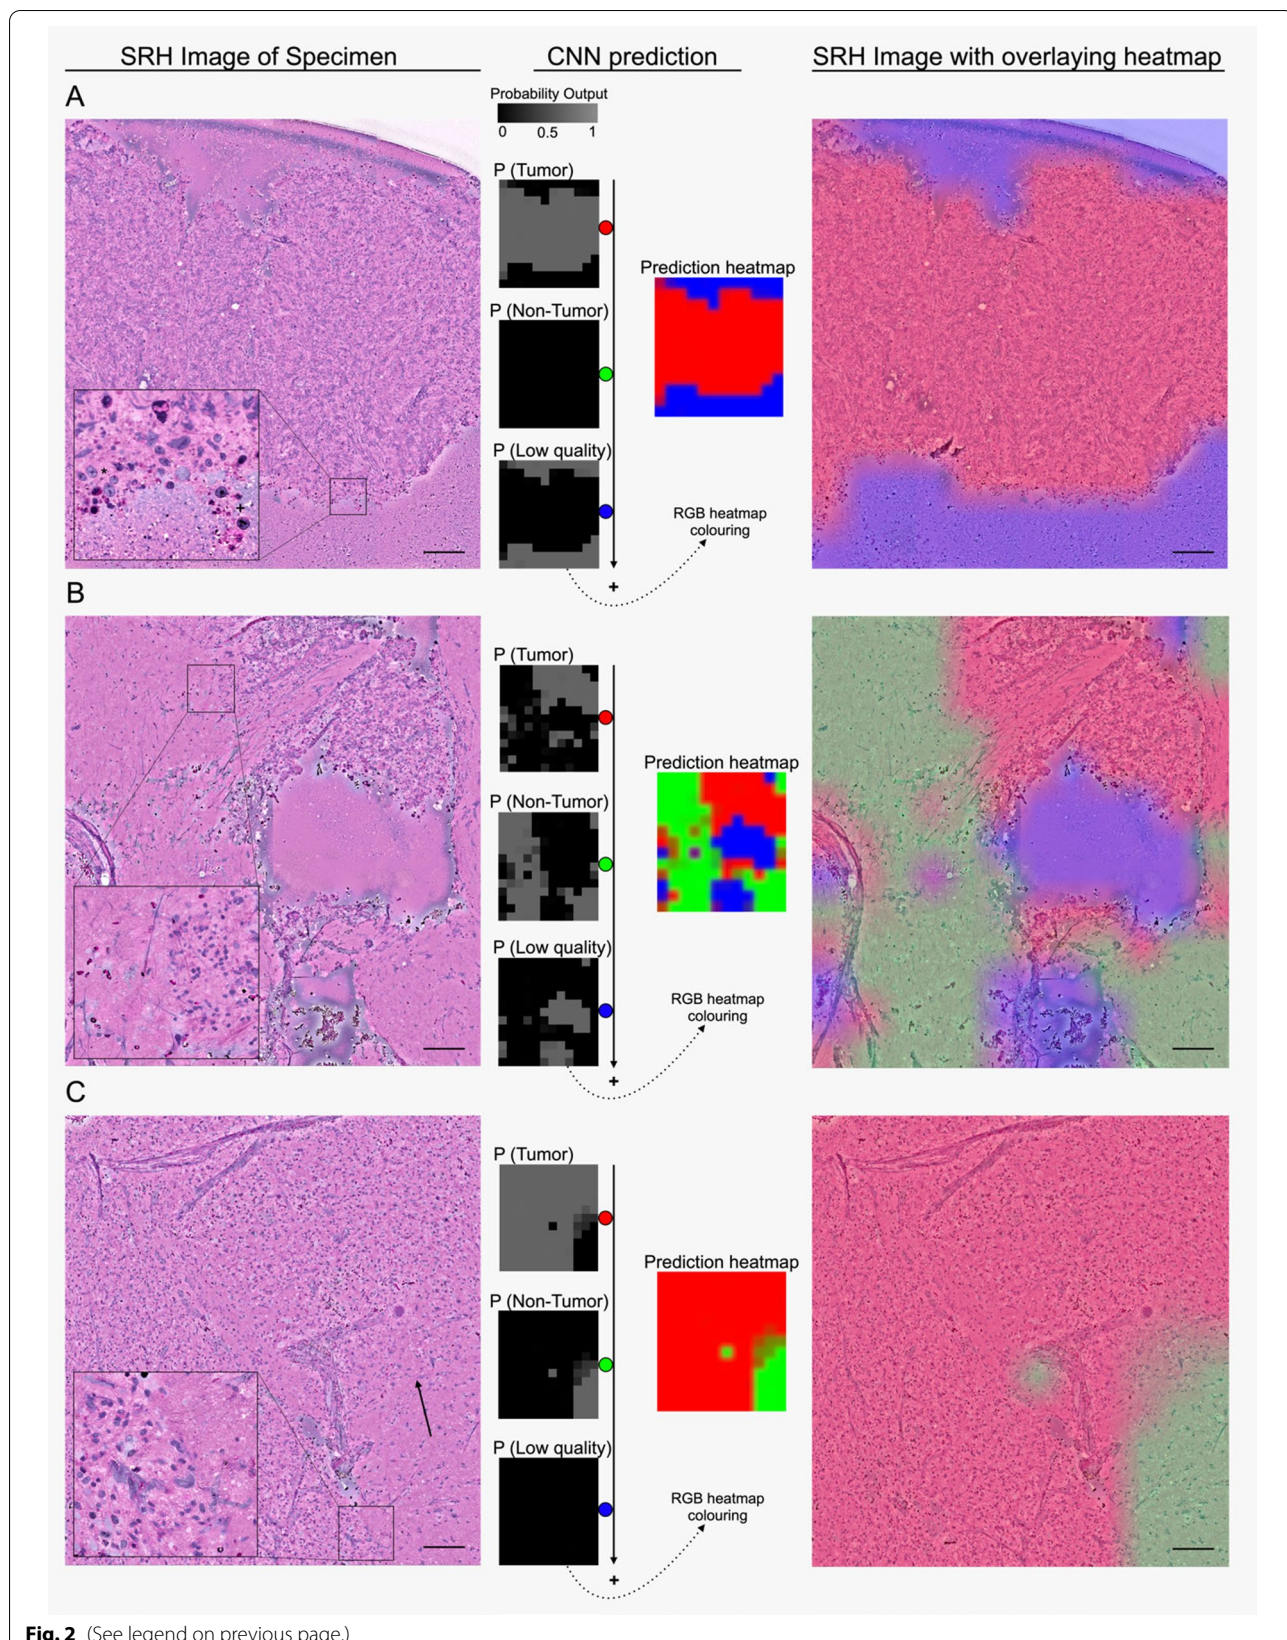 SRH Image of Specimen
CNN prediction
SRH Image with overlaying heatmap
A
Probability Output
0 0.5 1
P (Tumor)
P (Non-Tumor)
P (Low quality)
+
Prediction heatmap
RGB heatmap
colouring
*
+
B
P (Tumor)
P (Non-Tumor)
P (Low quality)
+
Prediction heatmap
RGB heatmap
colouring
*
C
P (Tumor)
P (Non-Tumor)
P (Low quality)
+
Prediction heatmap
RGB heatmap
colouring
Fig. 2 (See legend on previous page.)